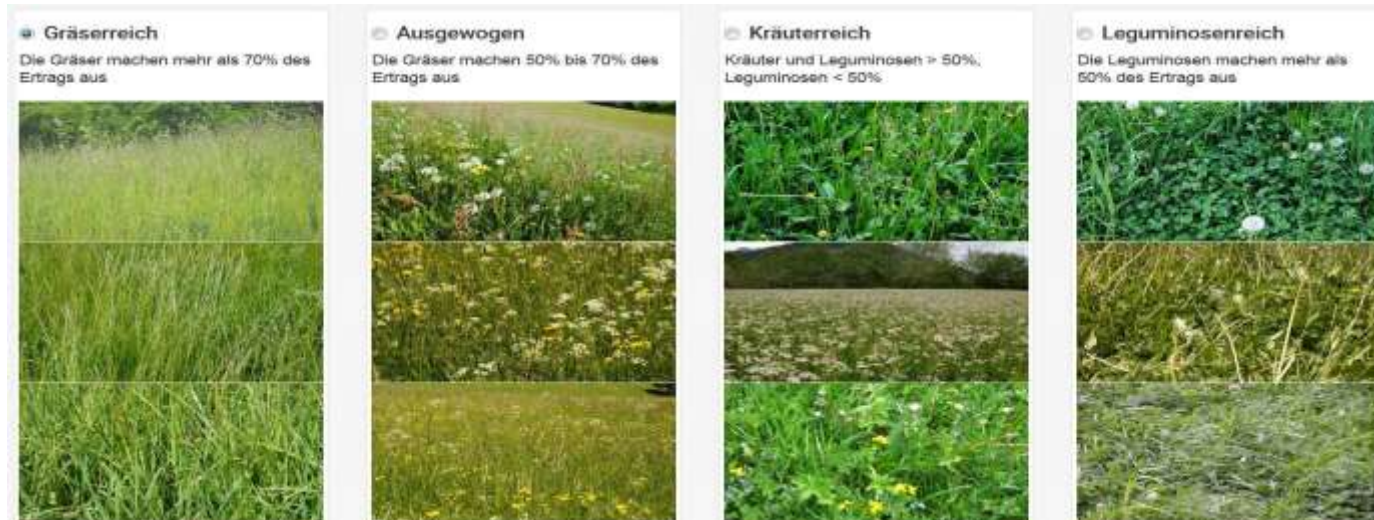 Gräserreich
Die Gräser machen mehr als 70% des
Ertrags aus
Ausgewogen
Die Gräser machen 50% bis 70% des
Ertrags aus
Kräuterreich
Kräuter und Leguminosen > 50%,
Leguminosen < 50%
Leguminosenreich
Die Leguminosen machen mehr als
50% des Ertrags aus